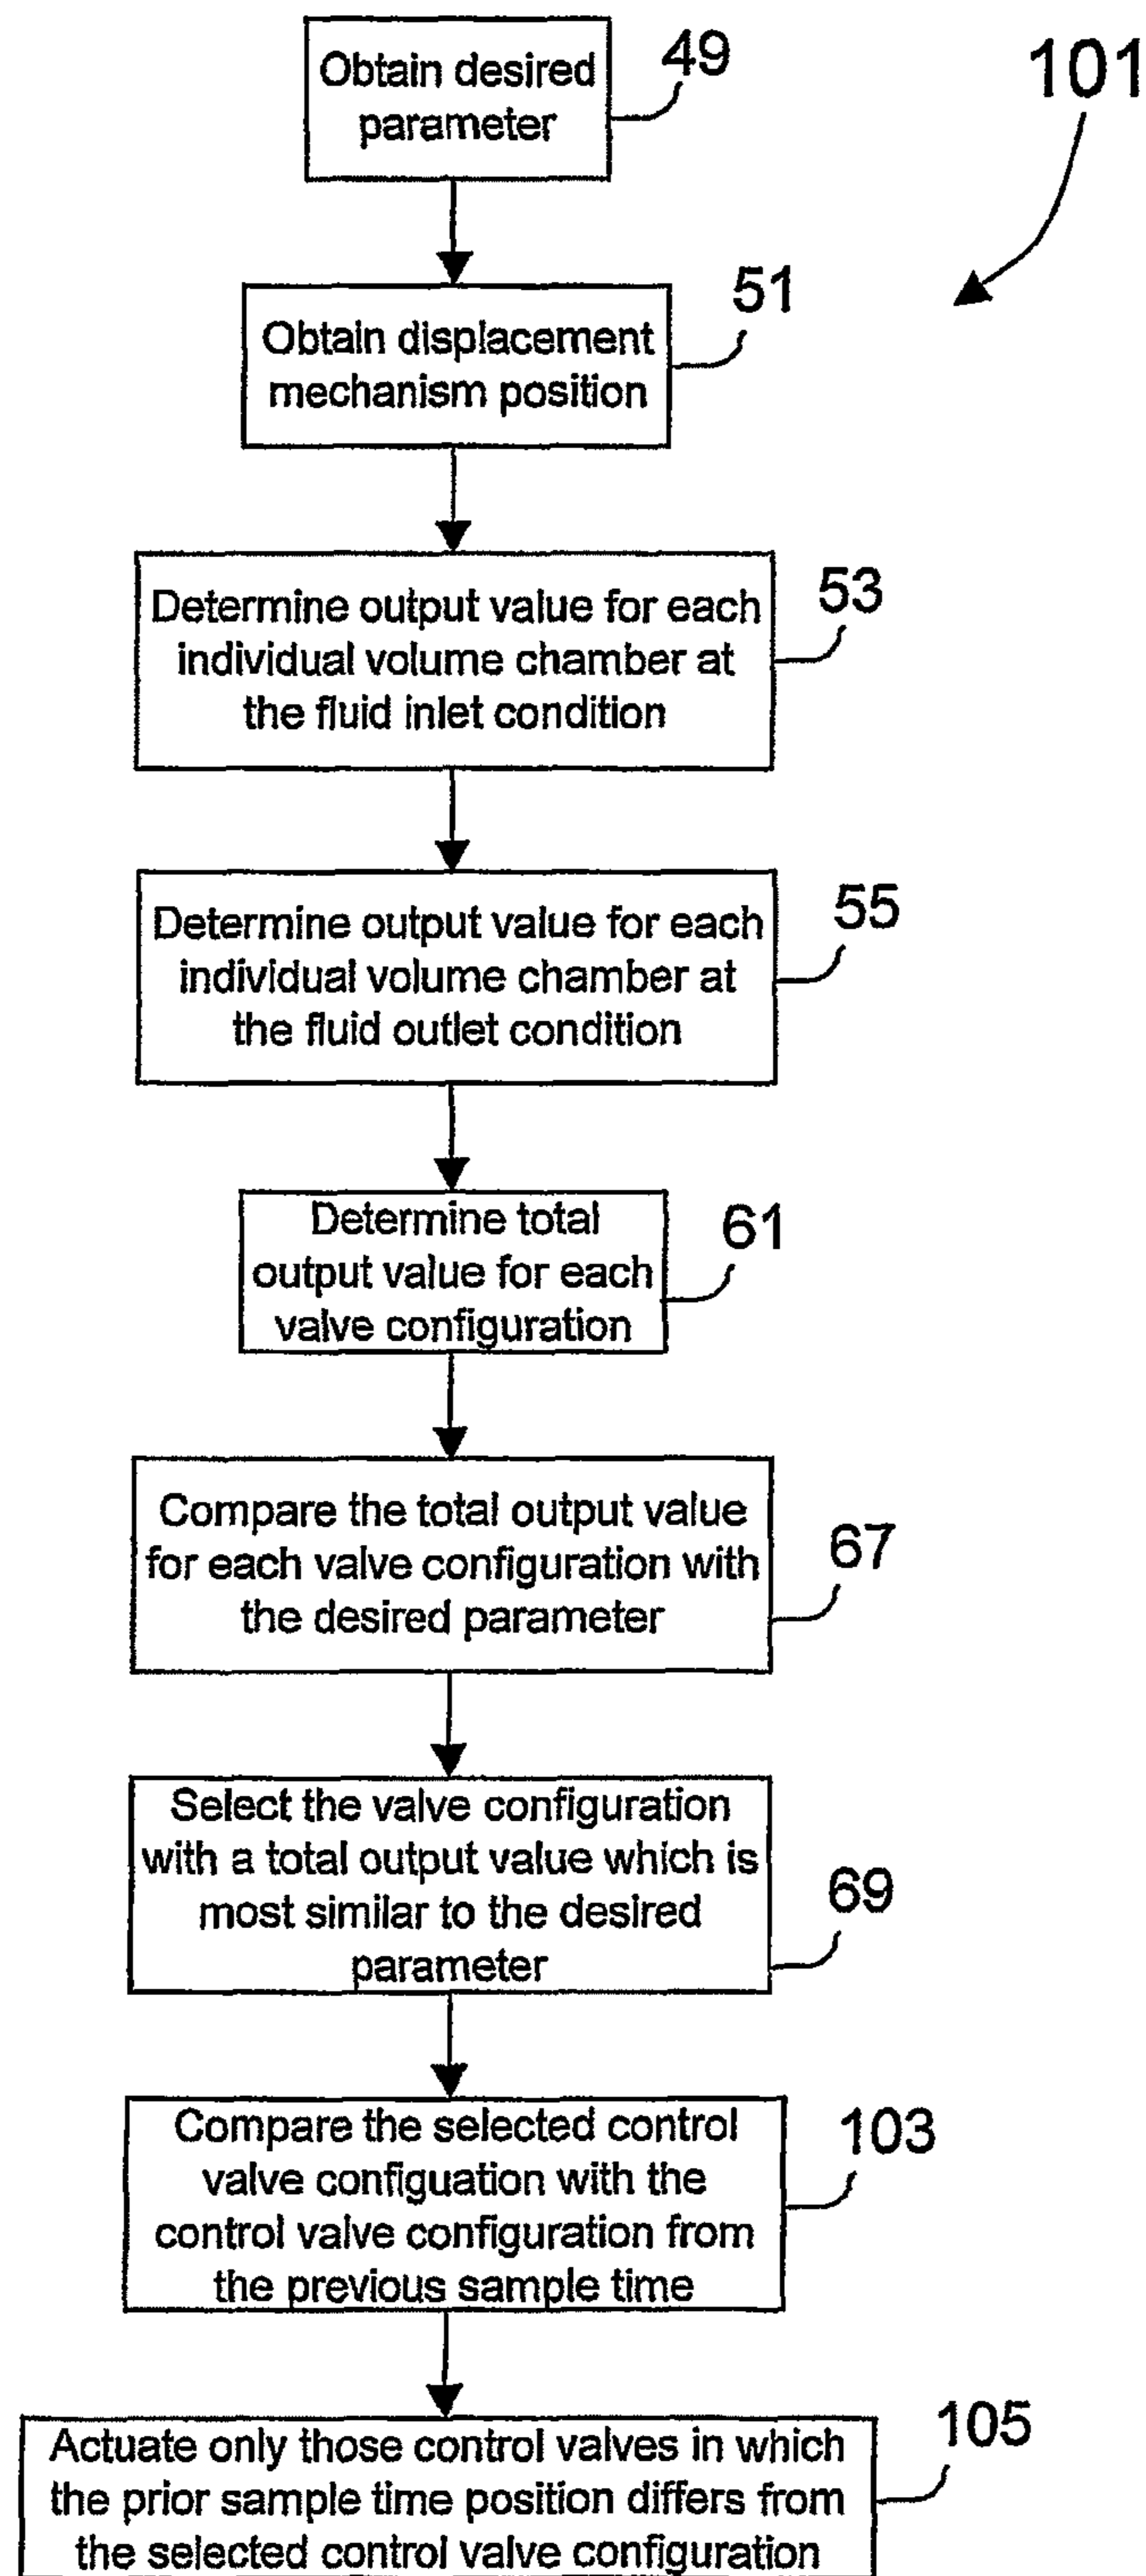 Obtain desired
parameter
49
101
Obtain displacement
mechanism position
51
Determine output value for each
individual volume chamber at
the fluid inlet condition
53
Determine output value for each
individual volume chamber at
the fluid outlet condition
55
Determine total
output value for each
valve configuration
61
Compare the total output value
for each valve configuration with
the desired parameter
67
Select the valve configuration
with a total output value which is
most similar to the desired
parameter
69
Compare the selected control
valve configuation with the
control valve configuration from
the previous sample time
103
Actuate only those control valves in which
the prior sample time position differs from
the selected control valve configuration
105